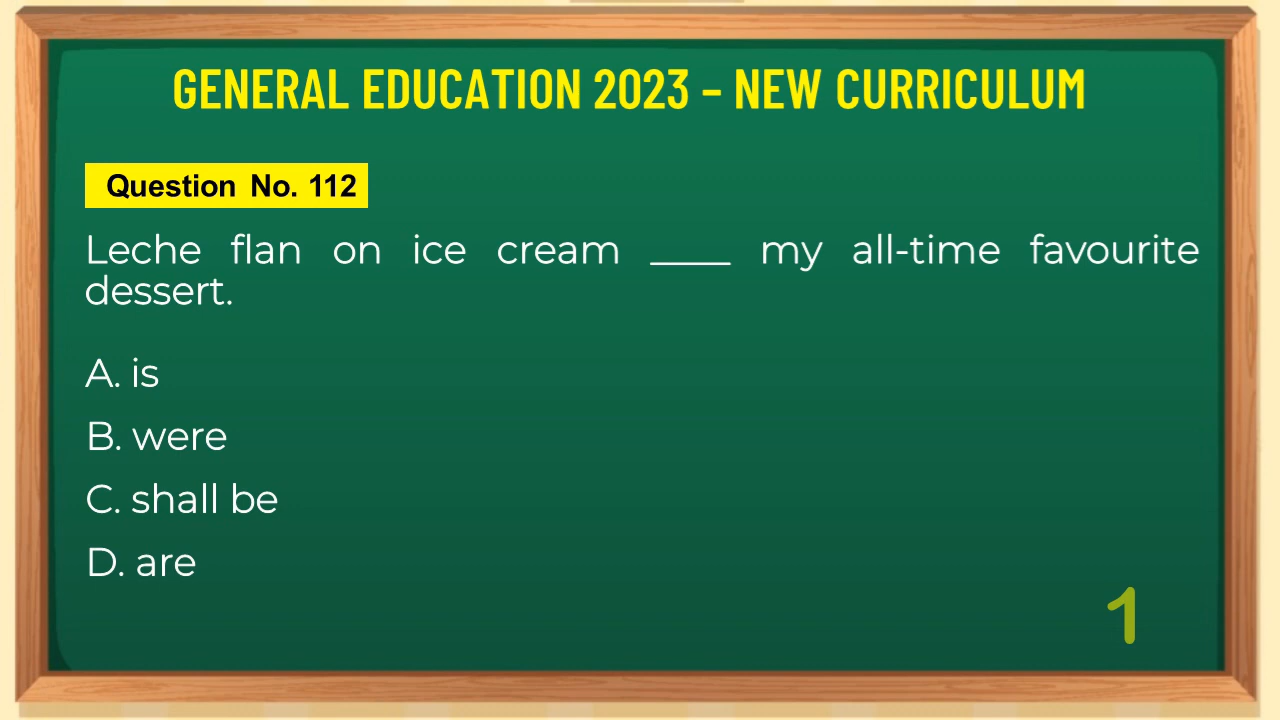 GENERAL EDUCATION 2023 – NEW CURRICULUM
Question No. 112
Leche flan on ice cream ____ my all-time favourite
dessert.
A. is
B. were
C. shall be
D. are
1